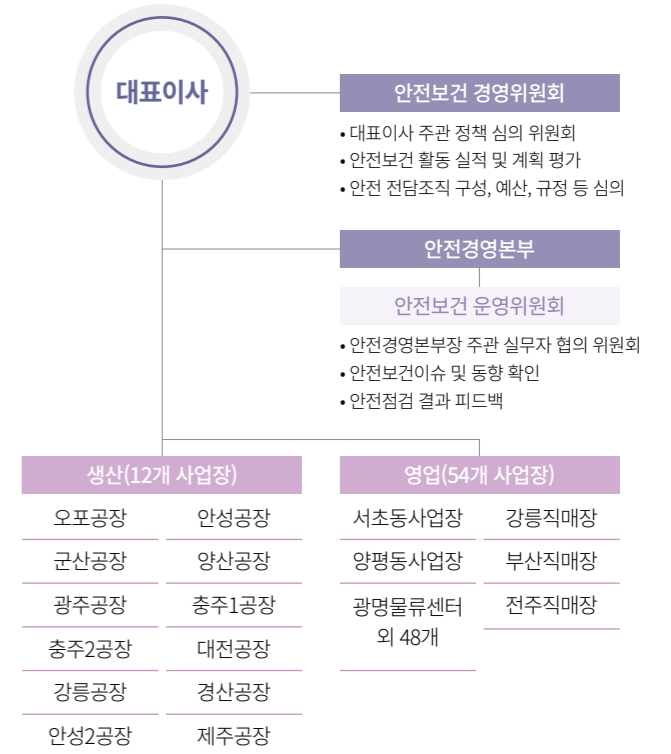 대표이사
안전보건 경영위원회
• 대표이사 주관 정책 심의 위원회
• 안전보건 활동 실적 및 계획 평가
• 안전 전담조직 구성, 예산, 규정 등 심의
안전경영본부
안전보건 운영위원회
• 안전경영본부장 주관 실무자 협의 위원회
• 안전보건이슈 및 동향 확인
• 안전점검 결과 피드백
생산(12개 사업장)
오포공장 안성공장
군산공장 양산공장
광주공장 충주1공장
충주2공장 대전공장
강릉공장 경산공장
안성2공장 제주공장
영업(54개 사업장)
서초동사업장 강릉직매장
양평동사업장 부산직매장
광명물류센터 전주직매장
외 48개